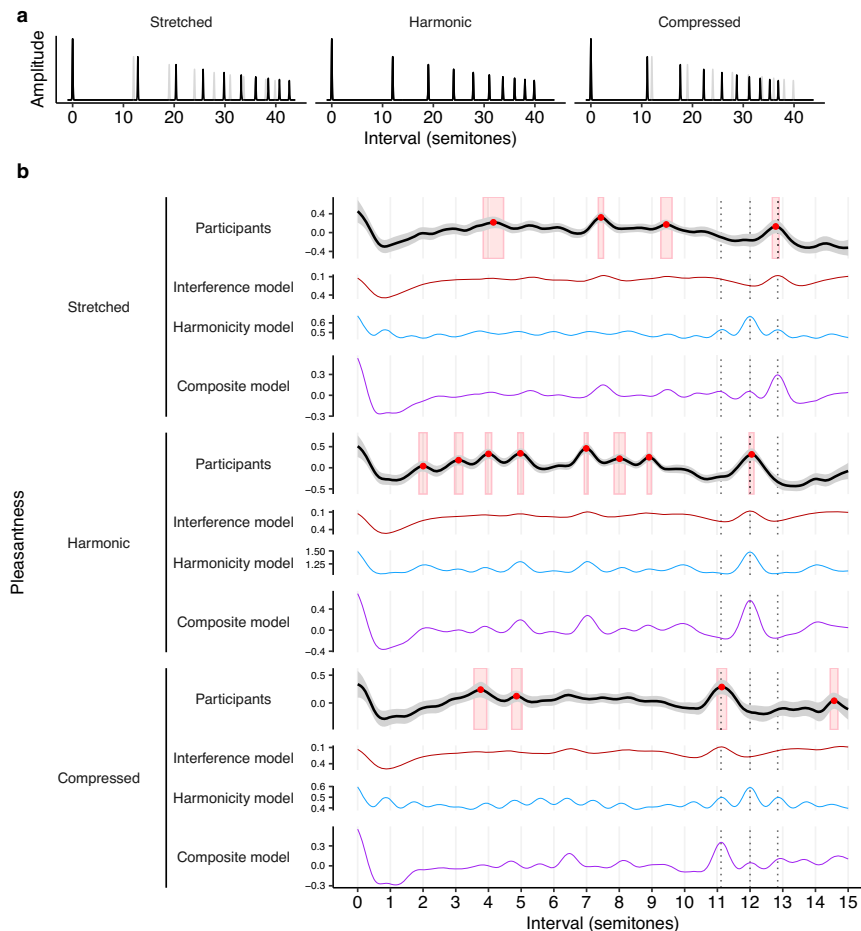 a
Stretched
Harmonic
Compressed
Amplitude
0 10 20 30 40
0 10 20 30 40
0 10 20 30 40
Interval (semitones)
b
Pleasantness
Stretched
Participants
0.4
0.0
−0.4
Interference model
0.1
0.4
Harmonicity model
0.6
0.5
Composite model
0.3
0.0
−0.3
Harmonic
Participants
0.5
0.0
−0.5
Interference model
0.1
0.4
Harmonicity model
1.50
1.25
Composite model
0.4
0.0
−0.4
Compressed
Participants
0.5
0.0
Interference model
0.1
0.4
Harmonicity model
0.6
0.5
0.4
Composite model
0.3
0.0
−0.3
0 1 2 3 4 5 6 7 8 9 10 11 12 13 14 15
Interval (semitones)